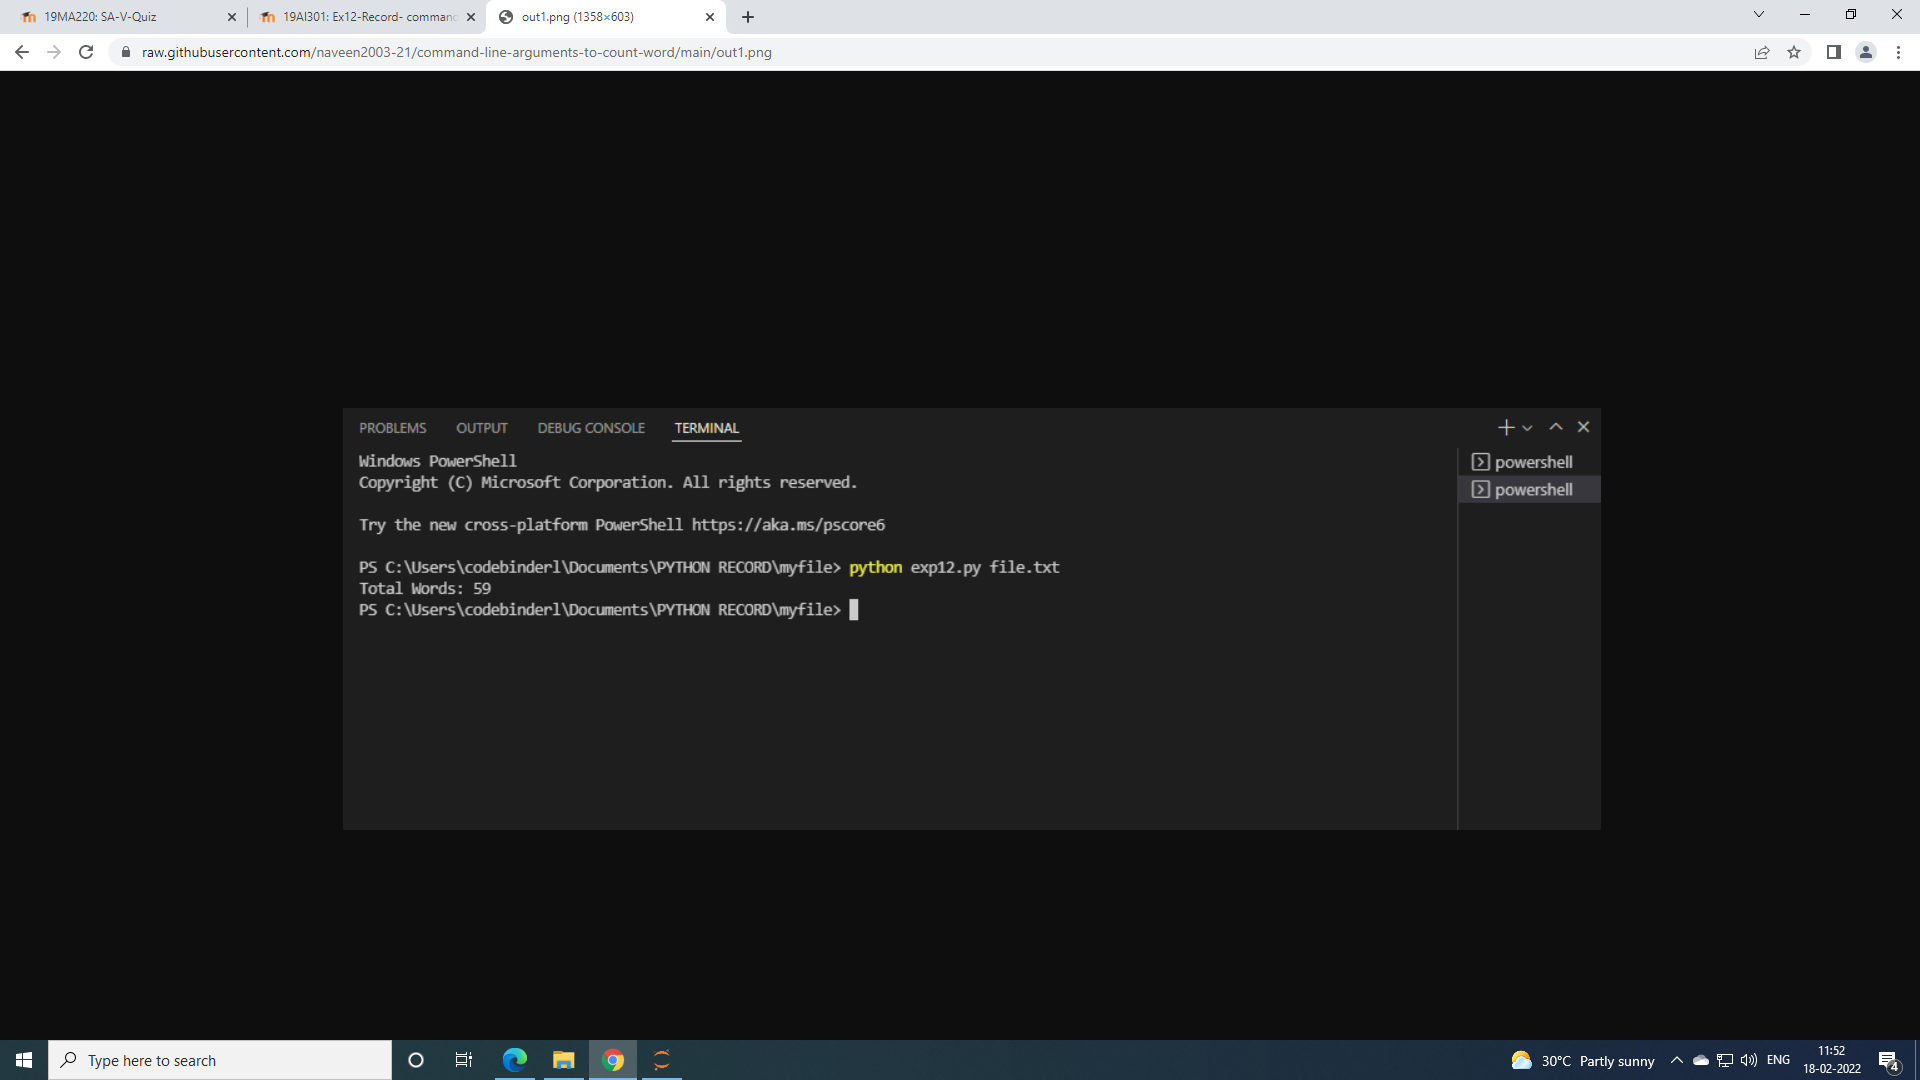 19MA220: SA-V-Quiz
19AI301: Ex12-Record- command
out1.png (1358×603)
raw.githubusercontent.com/naveen2003-21/command-line-arguments-to-count-word/main/out1.png
PROBLEMS OUTPUT DEBUG CONSOLE TERMINAL
Windows PowerShell
powershell
Copyright (C) Microsoft Corporation. All rights reserved.
powershell
Try the new cross-platform PowerShell https://aka.ms/pscore6
PS C:\Users\codebinderl\Documents\PYTHON RECORD\myfile> python exp12.py file.txt
Total Words: 59
PS C:\Users\codebinderl\Documents\PYTHON RECORD\myfile>
Type here to search
30°C Partly sunny
ENG
11:52
18-02-2022
4